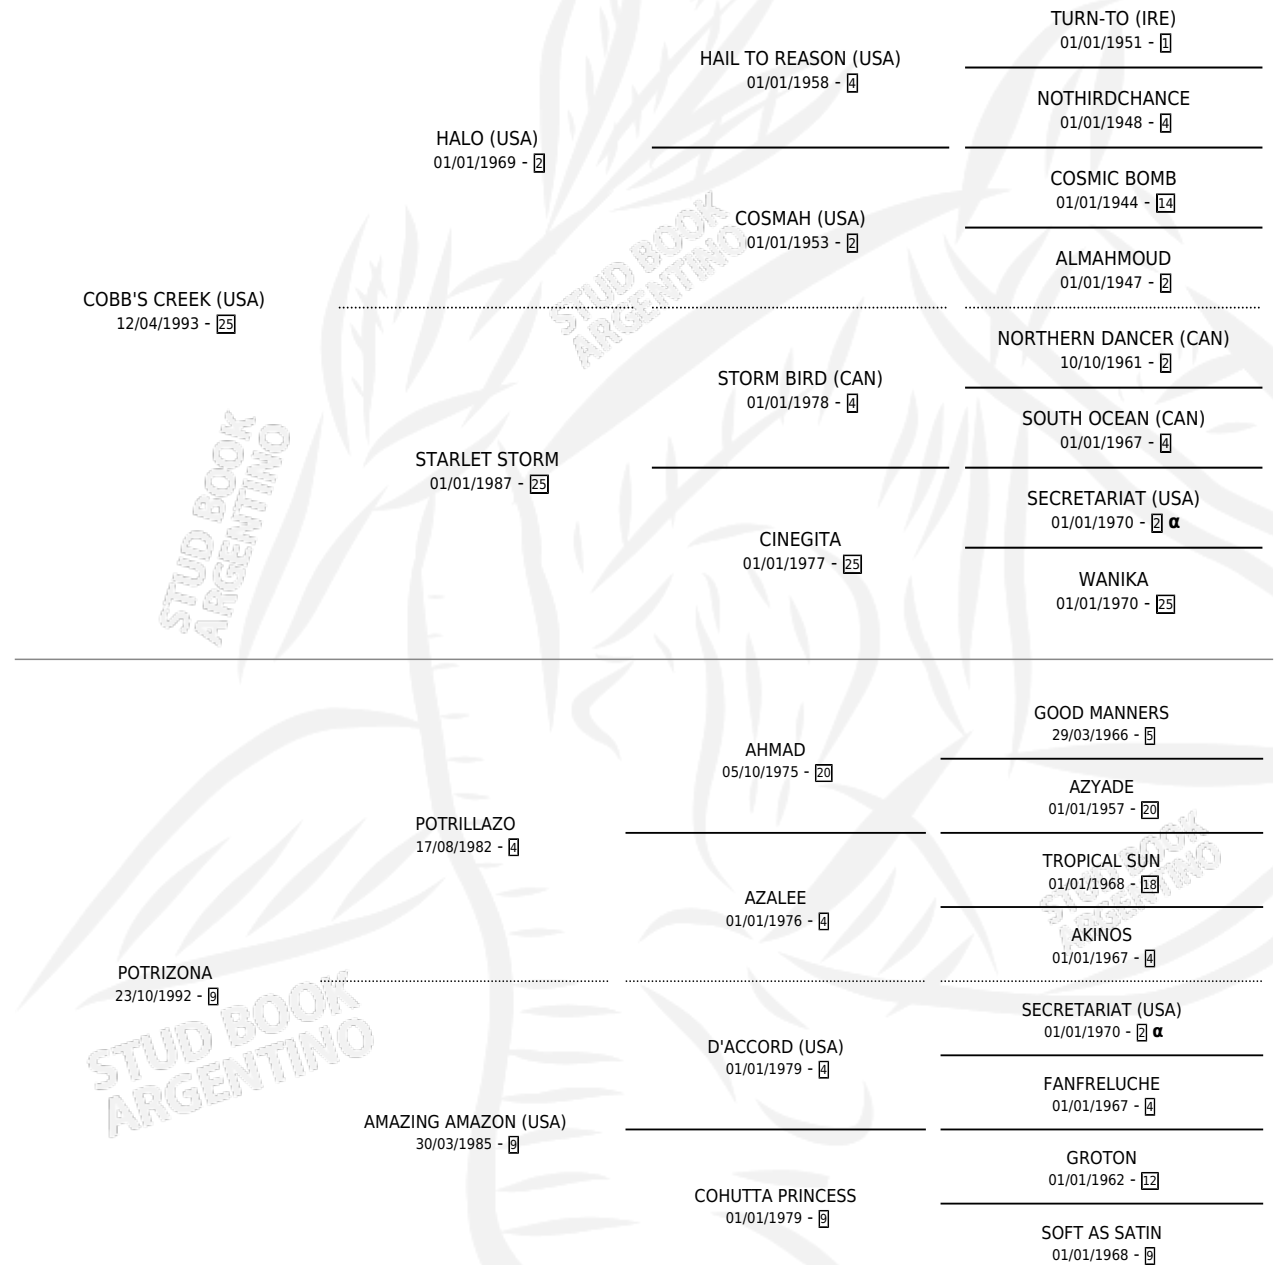 TURN-TO (IRE)
01/01/1951 - 1
HAIL TO REASON (USA)
01/01/1958 - 4
NOTHIRDCHANCE
01/01/1948 - 4
HALO (USA)
01/01/1969 - 2
COSMIC BOMB
01/01/1944 - 14
COSMAH (USA)
01/01/1953 - 2
ALMAHMOUD
01/01/1947 - 2
COBB'S CREEK (USA)
12/04/1993 - 25
NORTHERN DANCER (CAN)
10/10/1961 - 2
STORM BIRD (CAN)
01/01/1978 - 4
SOUTH OCEAN (CAN)
01/01/1967 - 4
STARLET STORM
01/01/1987 - 25
SECRETARIAT (USA)
01/01/1970 - 2 α
CINEGITA
01/01/1977 - 25
WANIKA
01/01/1970 - 25
GOOD MANNERS
29/03/1966 - 5
AHMAD
05/10/1975 - 20
AZYADE
01/01/1957 - 20
POTRILLAZO
17/08/1982 - 4
TROPICAL SUN
01/01/1968 - 18
AZALEE
01/01/1976 - 4
AKINOS
01/01/1967 - 4
POTRIZONA
23/10/1992 - 9
SECRETARIAT (USA)
01/01/1970 - 2 α
D'ACCORD (USA)
01/01/1979 - 4
FANFRELUCHE
01/01/1967 - 4
AMAZING AMAZON (USA)
30/03/1985 - 9
GROTON
01/01/1962 - 12
COHUTTA PRINCESS
01/01/1979 - 9
SOFT AS SATIN
01/01/1968 - 9
STUD BOOK
ARGENTINO
STUD BOOK
ARGENTINO
STUD BOOK
ARGENTINO
STUD BOOK
ARGENTINO